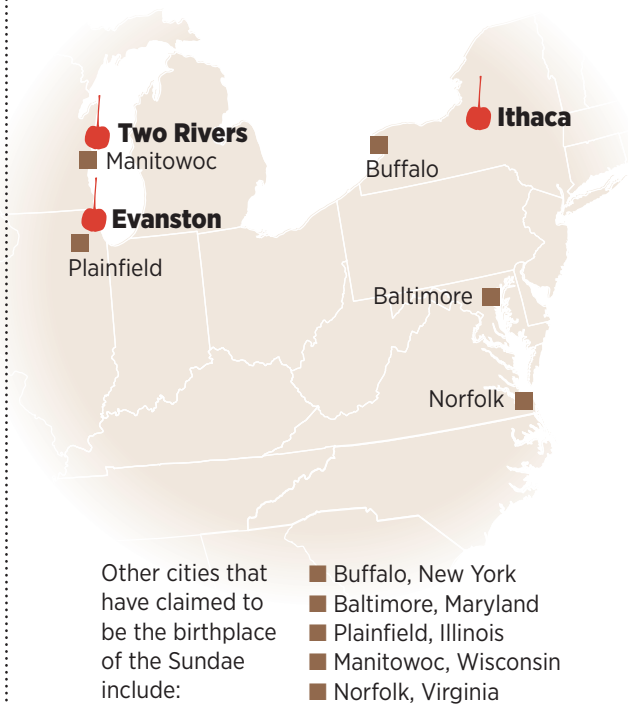 Ithaca
Two Rivers
Manitowoc
Buffalo
Evanston
Plainfield
Baltimore
Norfolk
Other cities that
have claimed to
be the birthplace
of the Sundae
include:
Buffalo, New York
Baltimore, Maryland
Plainfield, Illinois
Manitowoc, Wisconsin
Norfolk, Virginia